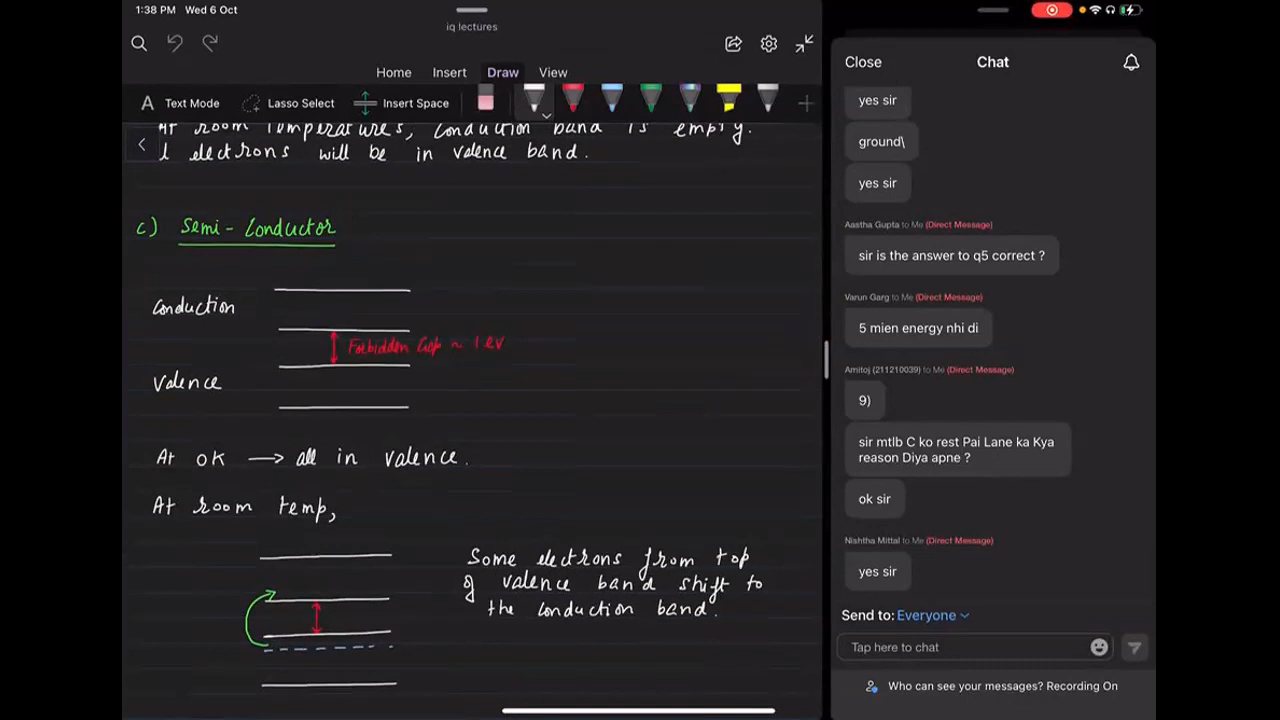 1:38 PM Wed 6 Oct
iq lectures
Home Insert Draw View
A Text Mode Lasso Select Insert Space
At room temperatures, conduction band is empty.
l electrons will be in valence band.
c) Semi-Conductor
Conduction
Forbidden Gap ~ 1 eV
Valence
At 0K → all in valence.
At room temp,
Some electrons from top
of valence band shift to
the conduction band.
Close Chat
yes sir
ground\
yes sir
Aastha Gupta to Me (Direct Message)
sir is the answer to q5 correct ?
Varun Garg to Me (Direct Message)
5 mien energy nhi di
Amitoj (211210039) to Me (Direct Message)
9)
sir mtlb C ko rest Pai Lane ka Kya
reason Diya apne ?
ok sir
Nishtha Mittal to Me (Direct Message)
yes sir
Send to: Everyone
Tap here to chat
Who can see your messages? Recording On